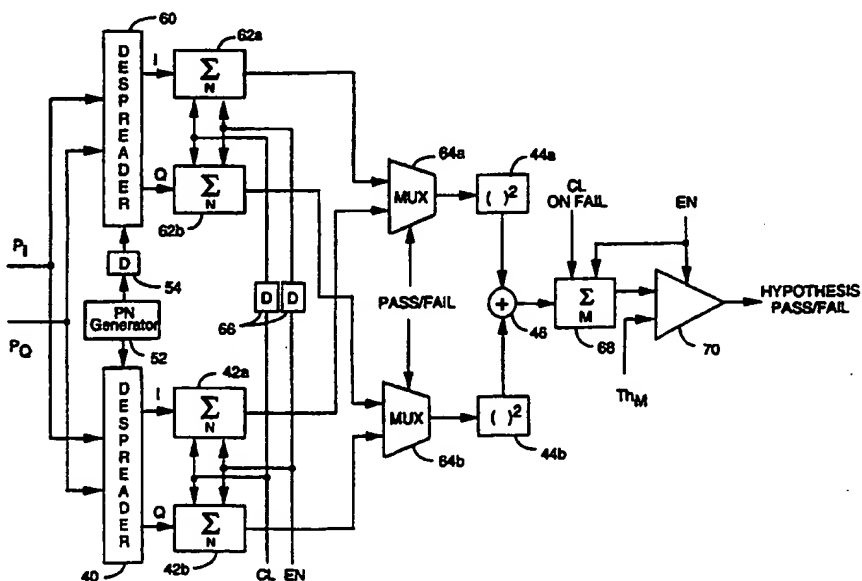 60
DESPREADER
I
Q
62a
Σ
N
62b
Σ
N
P_I
P_Q
D
54
PN
Generator
52
DESPREADER
40
I
Q
42a
Σ
N
42b
Σ
N
D D
66
CL EN
64a
MUX
PASS/FAIL
MUX
64b
44a
( )²
+
46
( )²
44b
CL
ON FAIL
EN
Σ
M
68
70
Th_M
HYPOTHESIS
PASS/FAIL